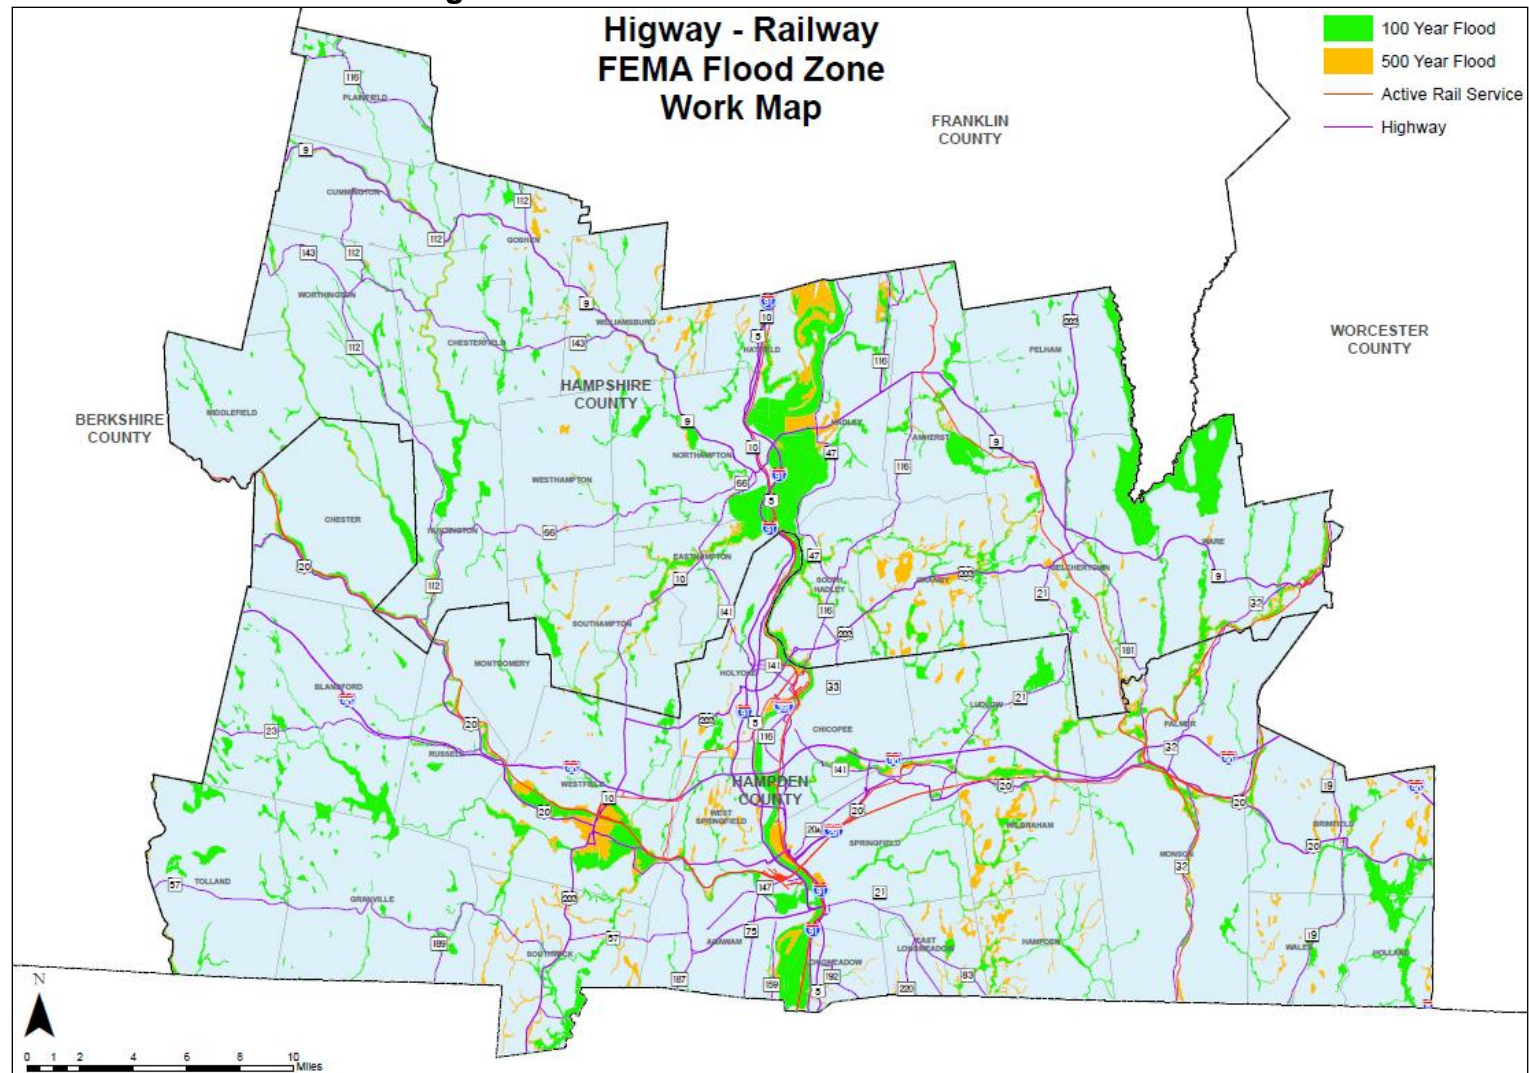 g
Higway - Railway
FEMA Flood Zone
Work Map
100 Year Flood
500 Year Flood
Active Rail Service
Highway
FRANKLIN
COUNTY
WORCESTER
COUNTY
BERKSHIRE
COUNTY
HAMPSHIRE
COUNTY
HAMPDEN
COUNTY
116
PLAINFIELD
9
CUMMINGTON
112
112
GOSHEN
143
112
WORTHINGTON
9
WILLIAMSBURG
91
10
5
HATFIELD
202
PELHAM
112
CHESTERFIELD
143
116
MIDDLEFIELD
9
10
HADLEY
47
AMHERST
9
NORTHAMPTON
116
66
91
WESTHAMPTON
5
CHESTER
HUNTINGTON
66
91
WARE
EASTHAMPTON
47
20
112
10
SOUTH
HADLEY
GRANBY
202
BELCHERTOWN
9
21
32
141
116
SOUTHAMPTON
202
181
MONTGOMERY
HOLYOKE
141
BLANDFORD
90
33
21
LUDLOW
20
202
91
391
5
PALMER
23
116
CHICOPEE
32
RUSSELL
90
90
90
141
WESTFIELD
20
10
20
20
20
19
90
WEST
SPRINGFIELD
20A
291
SPRINGFIELD
WILBRAHAM
BRIMFIELD
20
MONSON
32
57
TOLLAND
147
91
21
GRANVILLE
202
189
57
AGAWAM
75
91
EAST
LONGMEADOW
HAMPDEN
19
WALES
HOLLAND
SOUTHWICK
LONGMEADOW
187
159
192
5
220
83
N
0 1 2 4 6 8 10
Miles